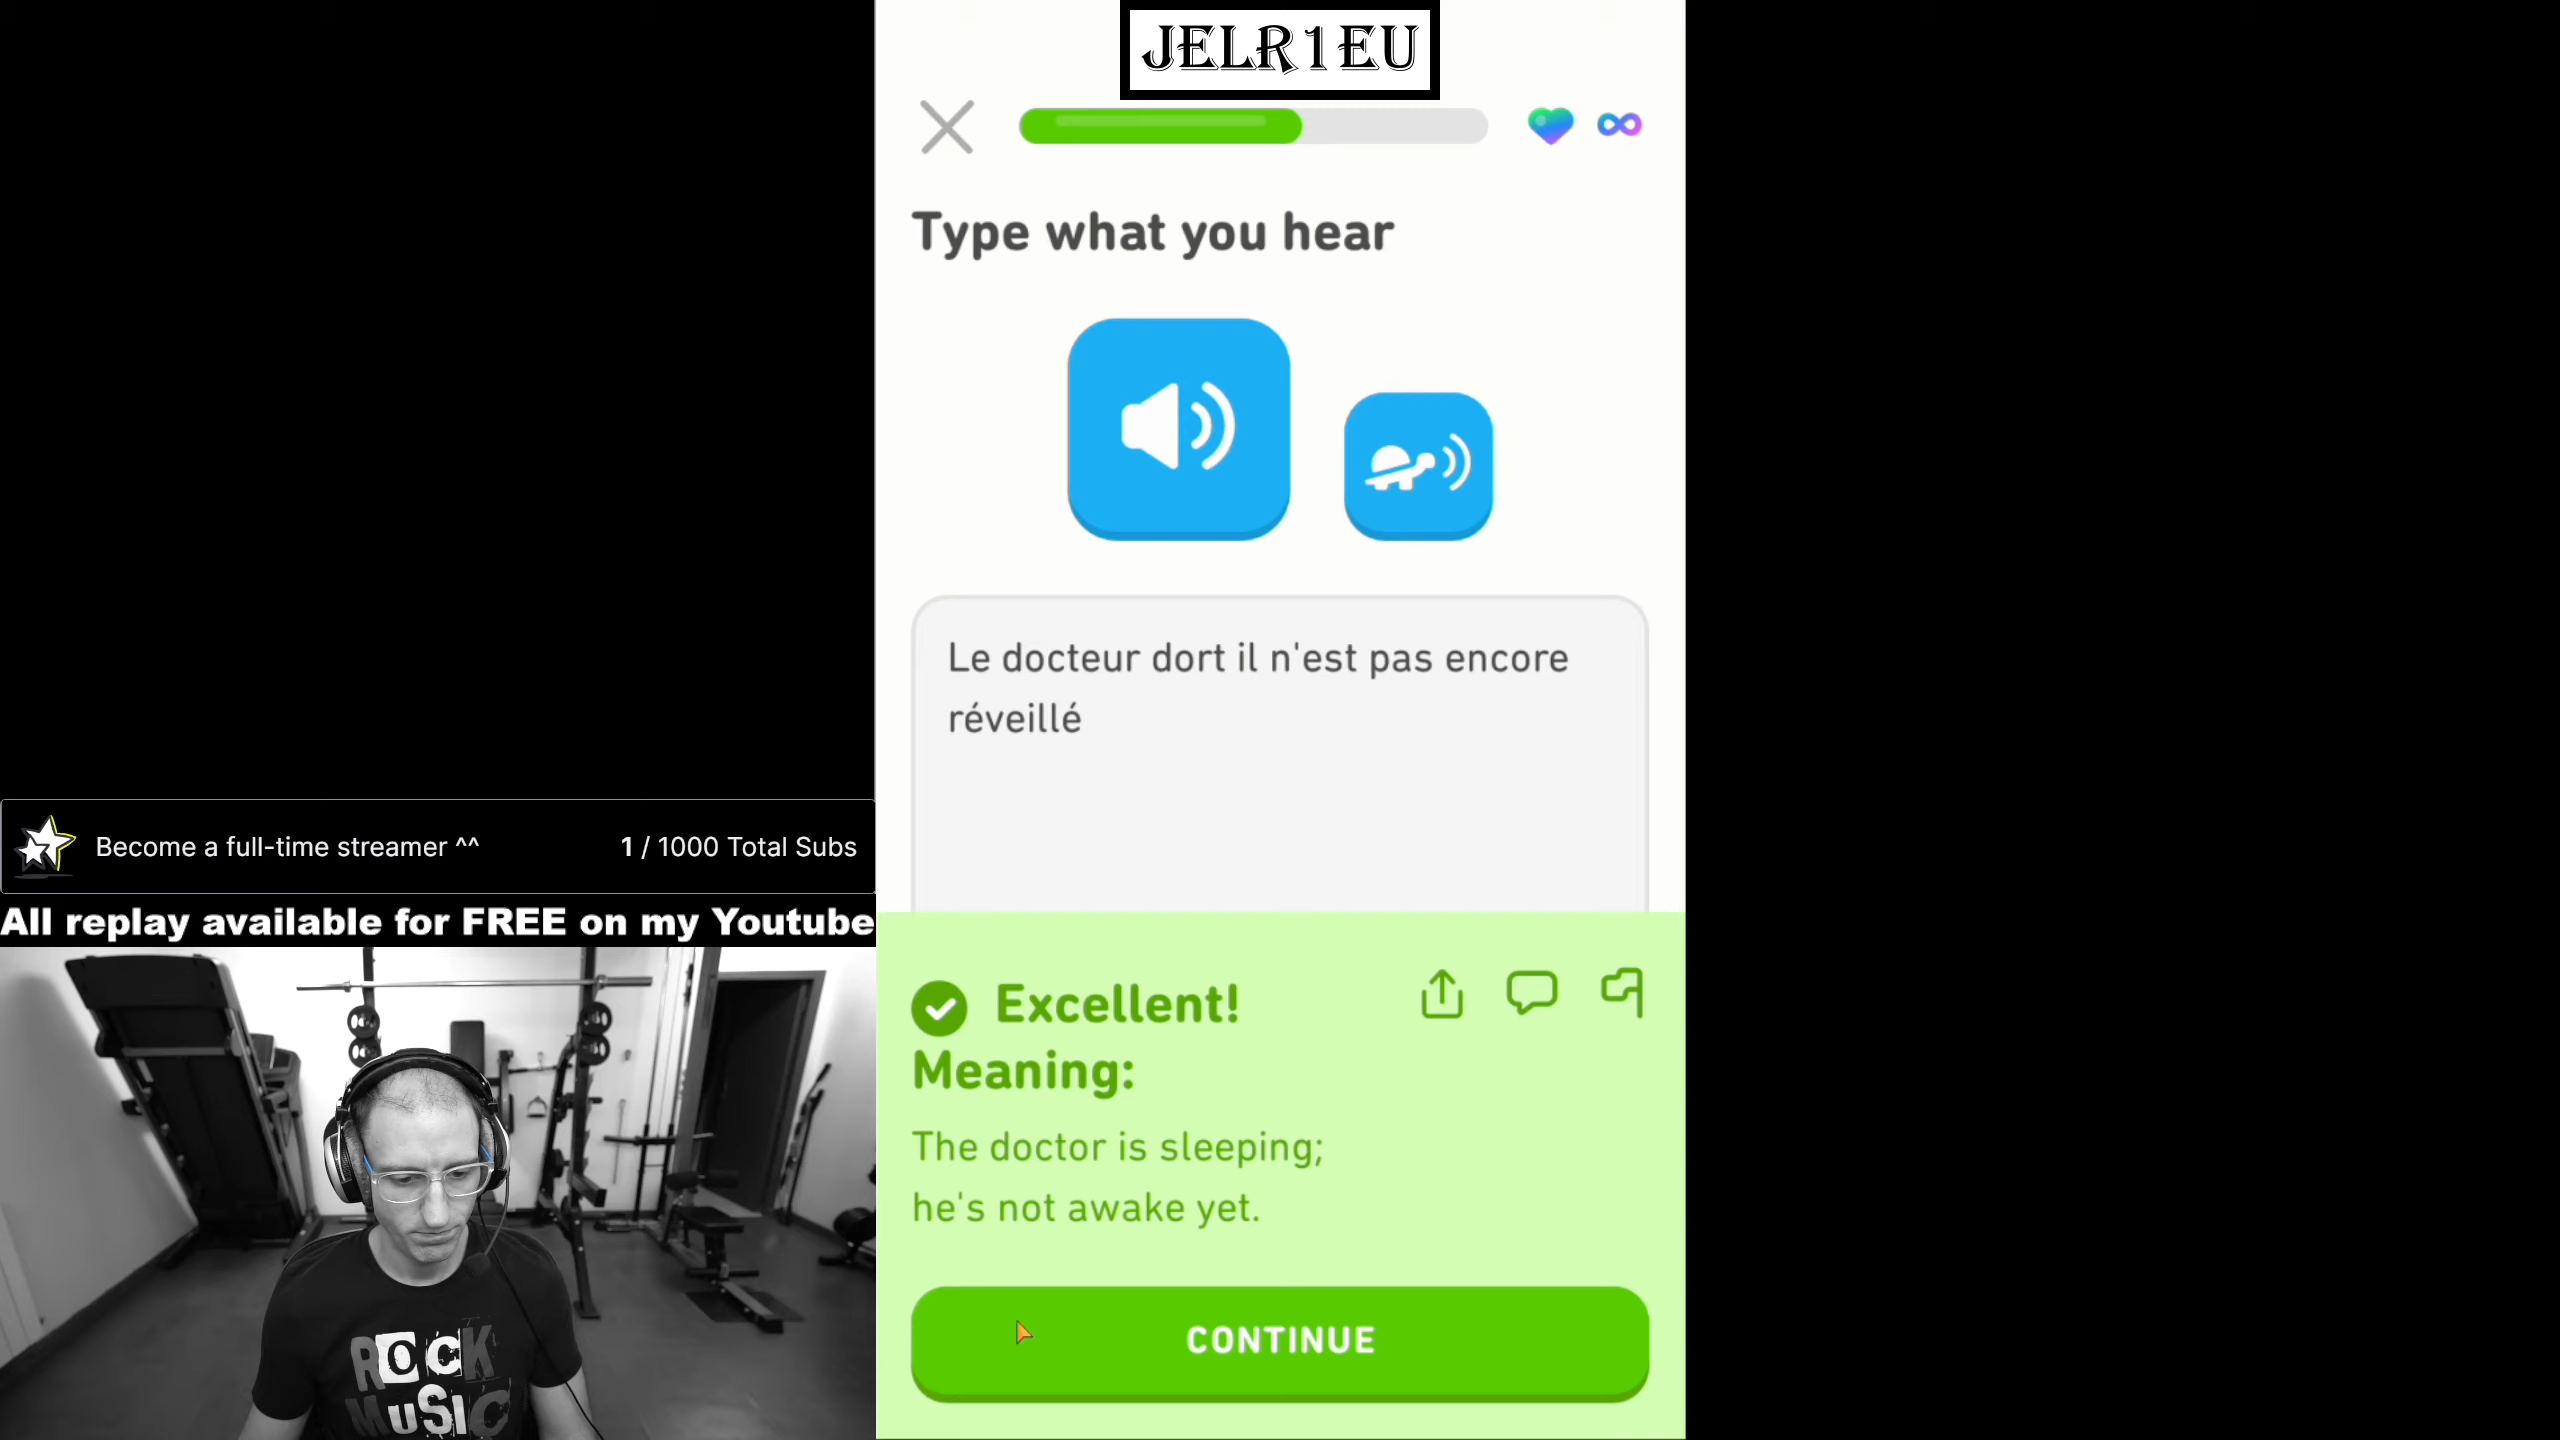 JELR1EU
Type what you hear
Le docteur dort il n'est pas encore
réveillé
Become a full-time streamer ^^ 1 / 1000 Total Subs
All replay available for FREE on my Youtube
Excellent!
Meaning:
The doctor is sleeping;
he's not awake yet.
CONTINUE
ROCK
MUSIC